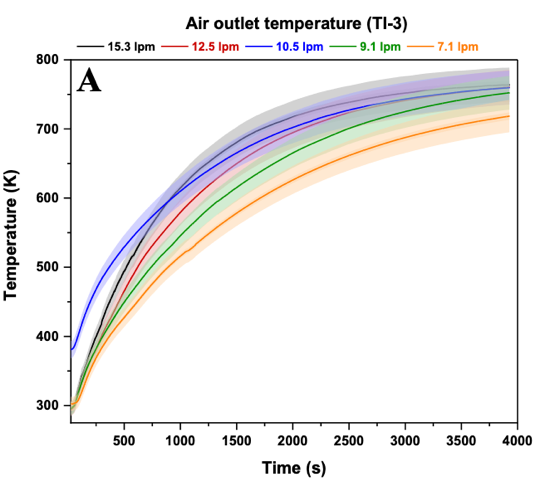 Air outlet temperature (TI-3)
15.3 lpm 12.5 lpm 10.5 lpm 9.1 lpm 7.1 lpm
A
800
700
600
500
400
300
Temperature (K)
500 1000 1500 2000 2500 3000 3500 4000
Time (s)